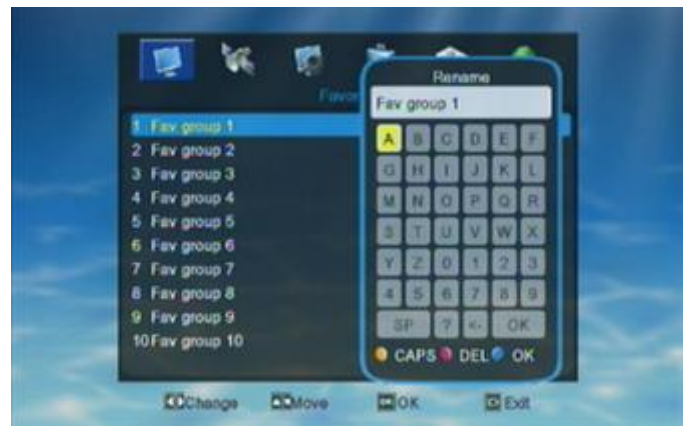 Rename
Favor
Fav group 1
1 Fav group 1
2 Fav group 2
3 Fav group 3
4 Fav group 4
5 Fav group 5
6 Fav group 6
7 Fav group 7
8 Fav group 8
9 Fav group 9
10 Fav group 10
A B C D E F
G H I J K L
M N O P Q R
S T U V W X
Y Z 0 1 2 3
4 5 6 7 8 9
SP ? <- OK
CAPS DEL OK
Change Move OK Exit